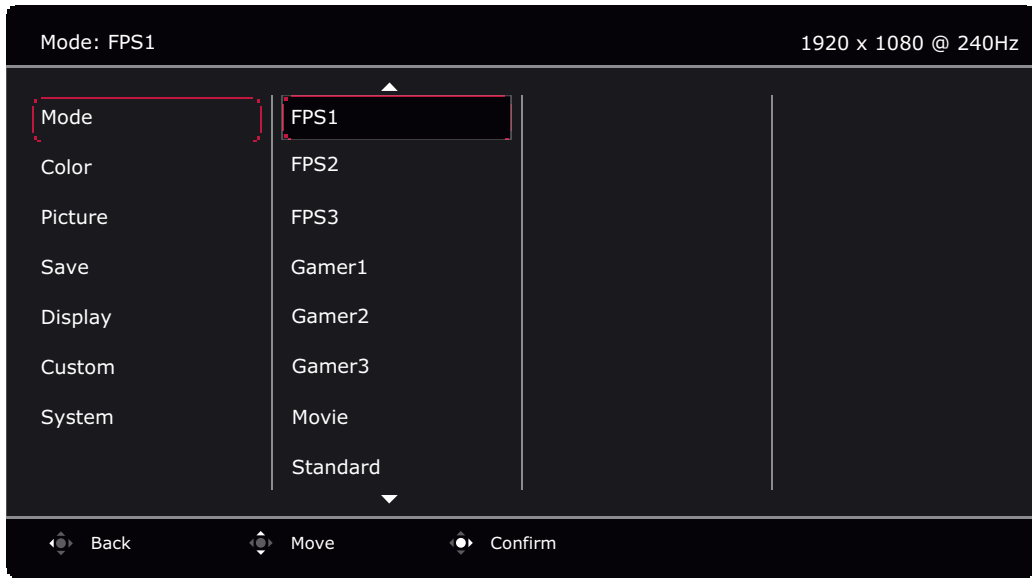 Mode: FPS1
1920 x 1080 @ 240Hz
Mode
Color
Picture
Save
Display
Custom
System
FPS1
FPS2
FPS3
Gamer1
Gamer2
Gamer3
Movie
Standard
Back
Move
Confirm